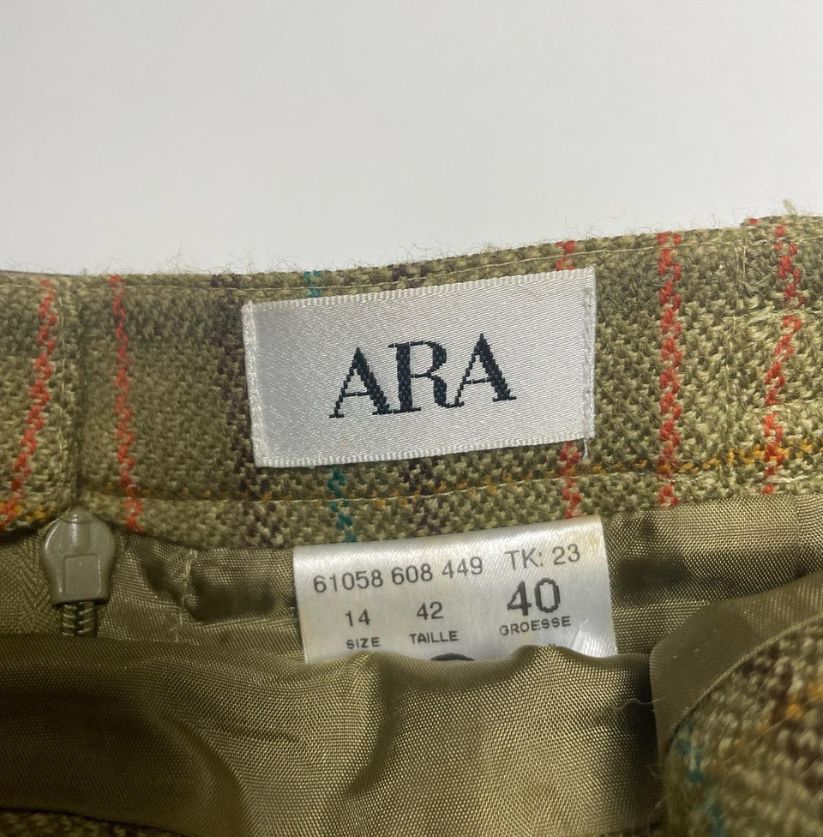 ARA
61058 608 449 TK: 23
14 42 40
SIZE TAILLE GROESSE